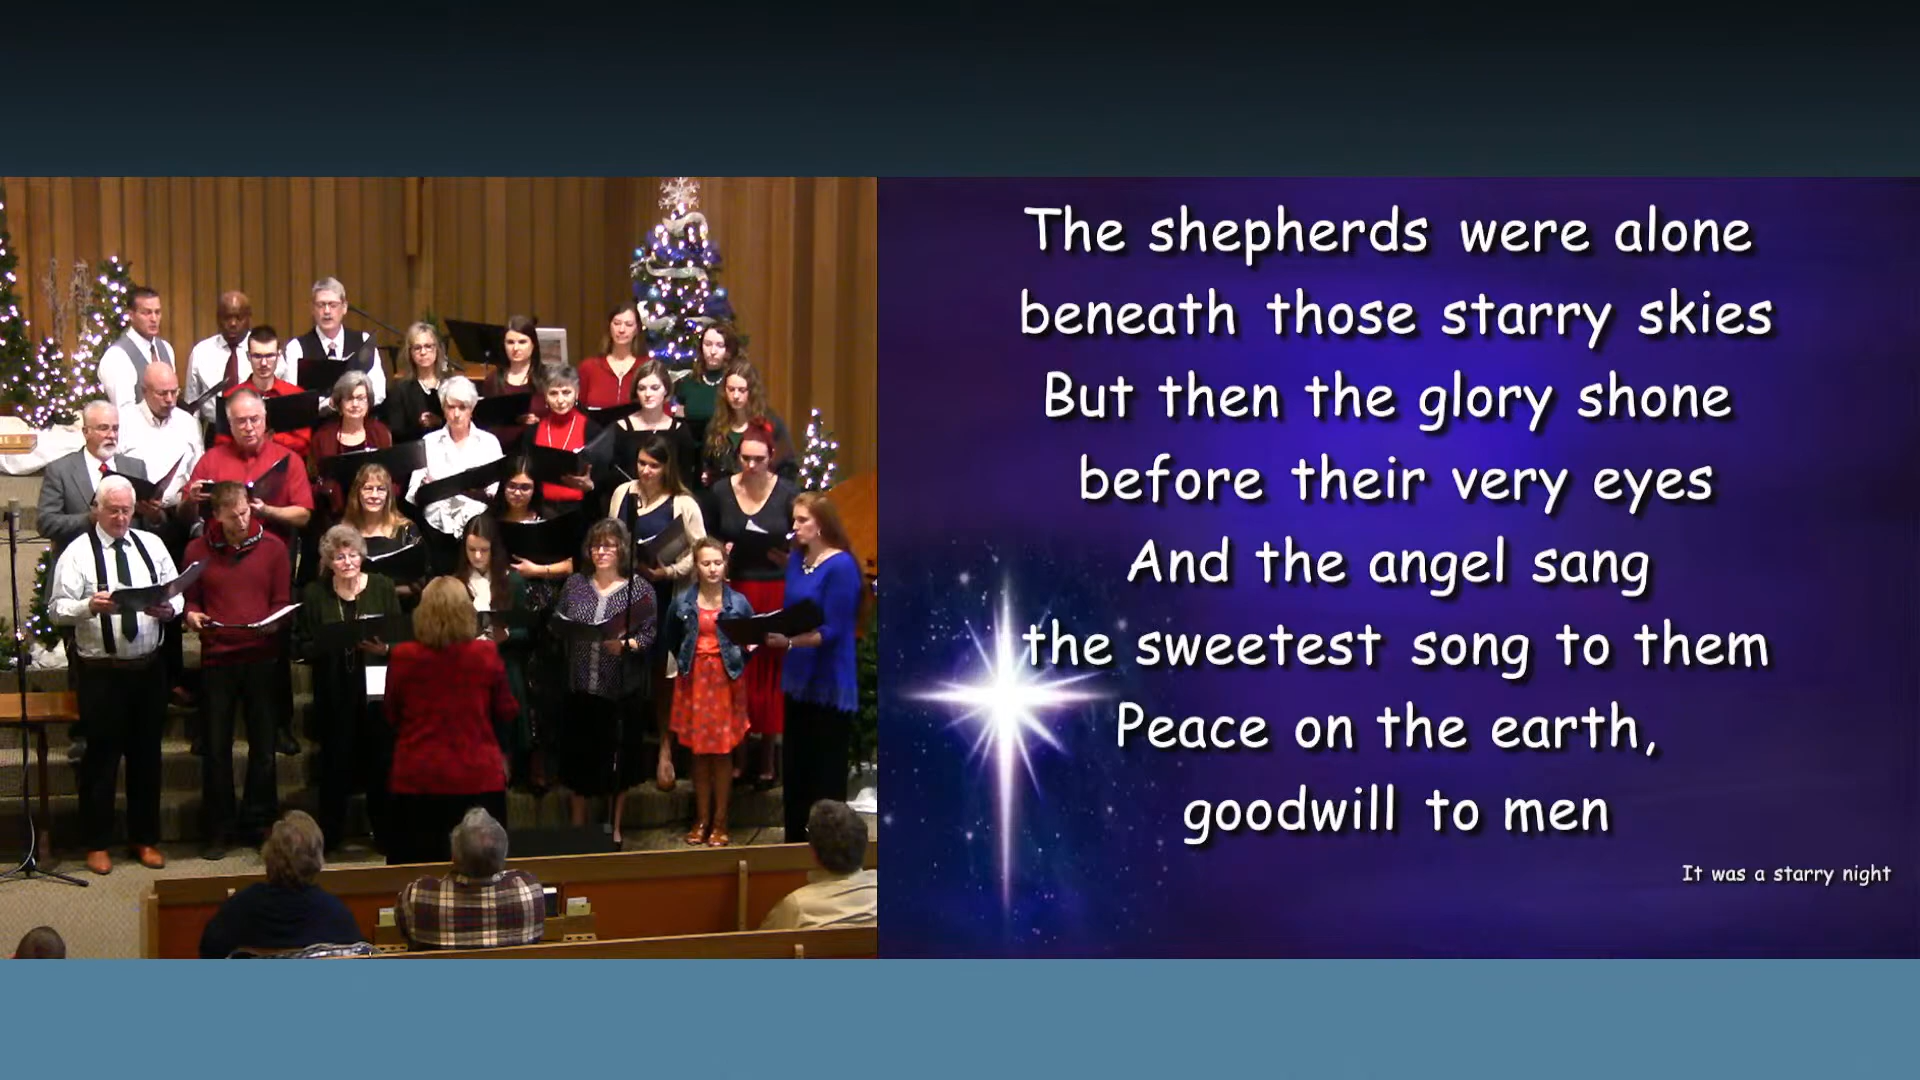 The shepherds were alone
beneath those starry skies
But then the glory shone
before their very eyes
And the angel sang
the sweetest song to them
Peace on the earth,
goodwill to men
It was a starry night